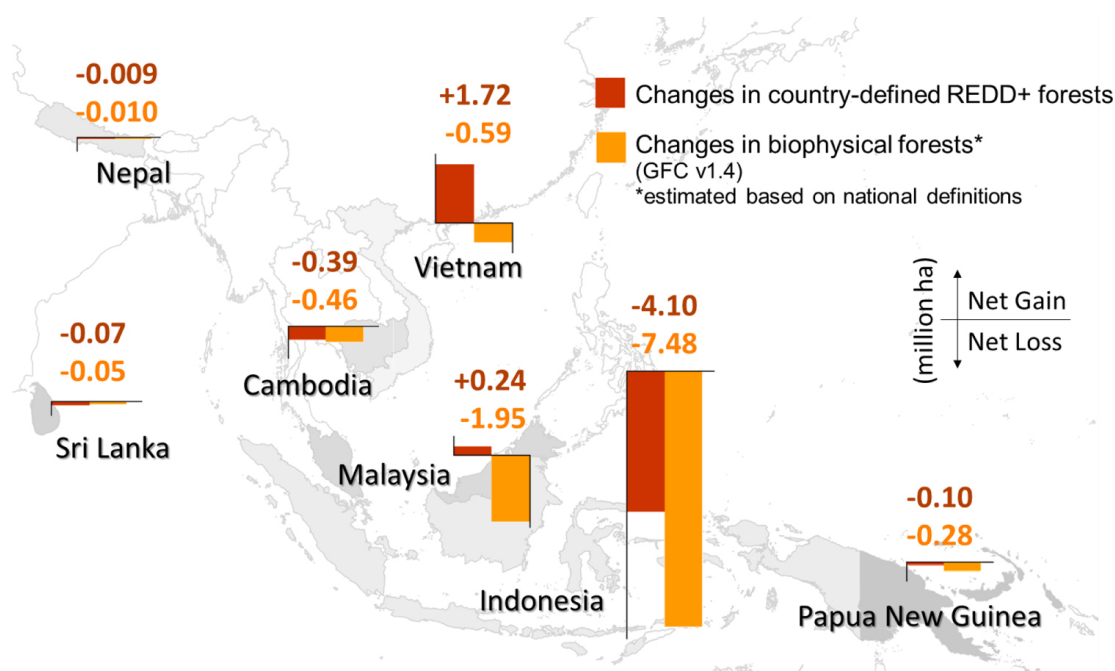 -0.009
-0.010
Nepal
+1.72
-0.59
Vietnam
Changes in country-defined REDD+ forests
Changes in biophysical forests*
(GFC v1.4)
*estimated based on national definitions
-0.39
-0.46
Cambodia
-0.07
-0.05
Sri Lanka
+0.24
-1.95
Malaysia
-4.10
-7.48
Indonesia
(million ha)
Net Gain
Net Loss
-0.10
-0.28
Papua New Guinea